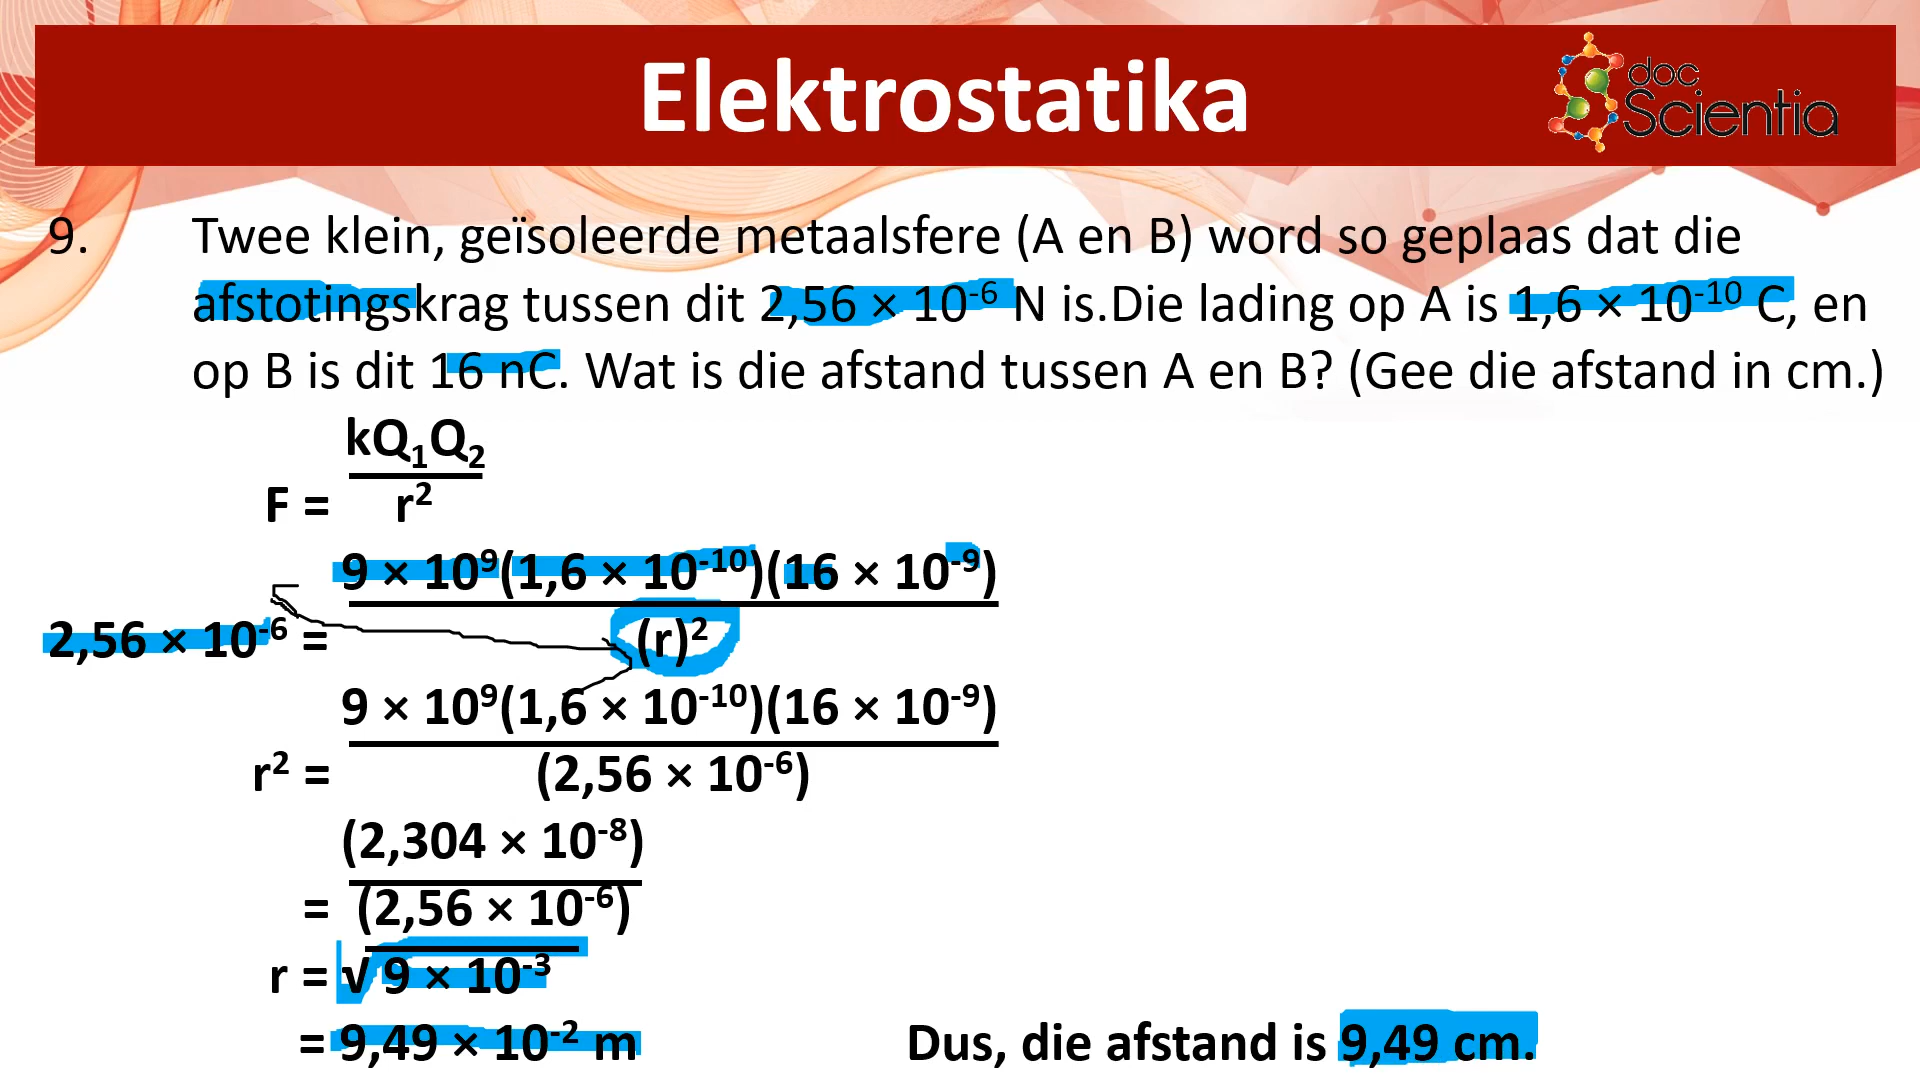 Elektrostatika
doc
Scientia
9. Twee klein, geïsoleerde metaalsfere (A en B) word so geplaas dat die
afstotingskrag tussen dit 2,56 × 10⁻⁶ N is.Die lading op A is 1,6 × 10⁻¹⁰ C, en
op B is dit 16 nC. Wat is die afstand tussen A en B? (Gee die afstand in cm.)
kQ₁Q₂
F = r²
9 × 10⁹(1,6 × 10⁻¹⁰)(16 × 10⁻⁹)
2,56 × 10⁻⁶ = (r)²
9 × 10⁹(1,6 × 10⁻¹⁰)(16 × 10⁻⁹)
r² = (2,56 × 10⁻⁶)
(2,304 × 10⁻⁸)
= (2,56 × 10⁻⁶)
r = √ 9 × 10⁻³
= 9,49 × 10⁻² m Dus, die afstand is 9,49 cm.